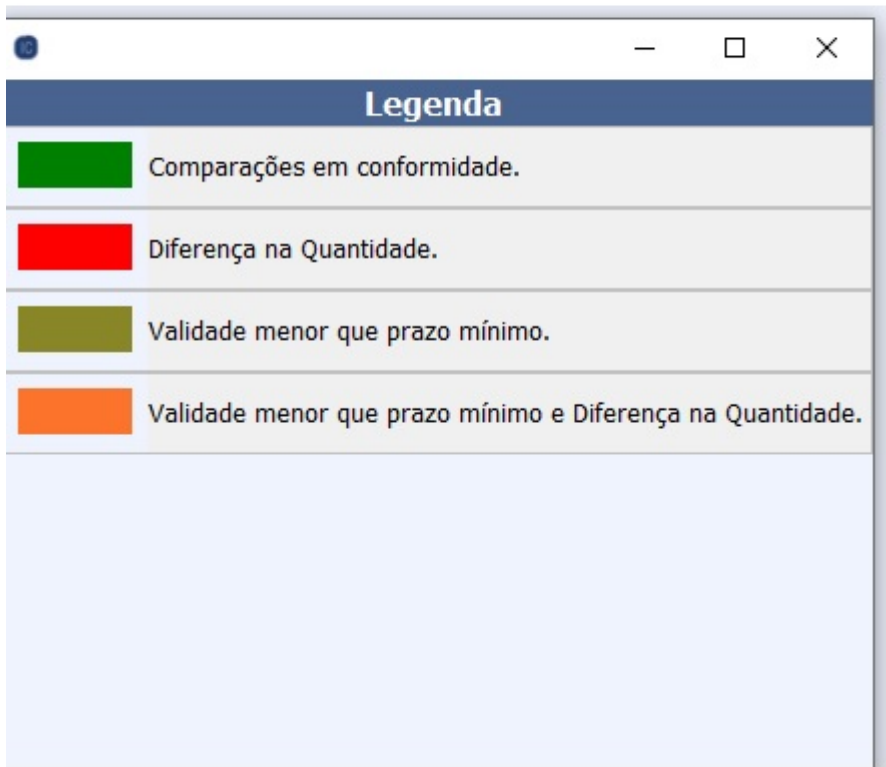 Legenda
Comparações em conformidade.
Diferença na Quantidade.
Validade menor que prazo mínimo.
Validade menor que prazo mínimo e Diferença na Quantidade.